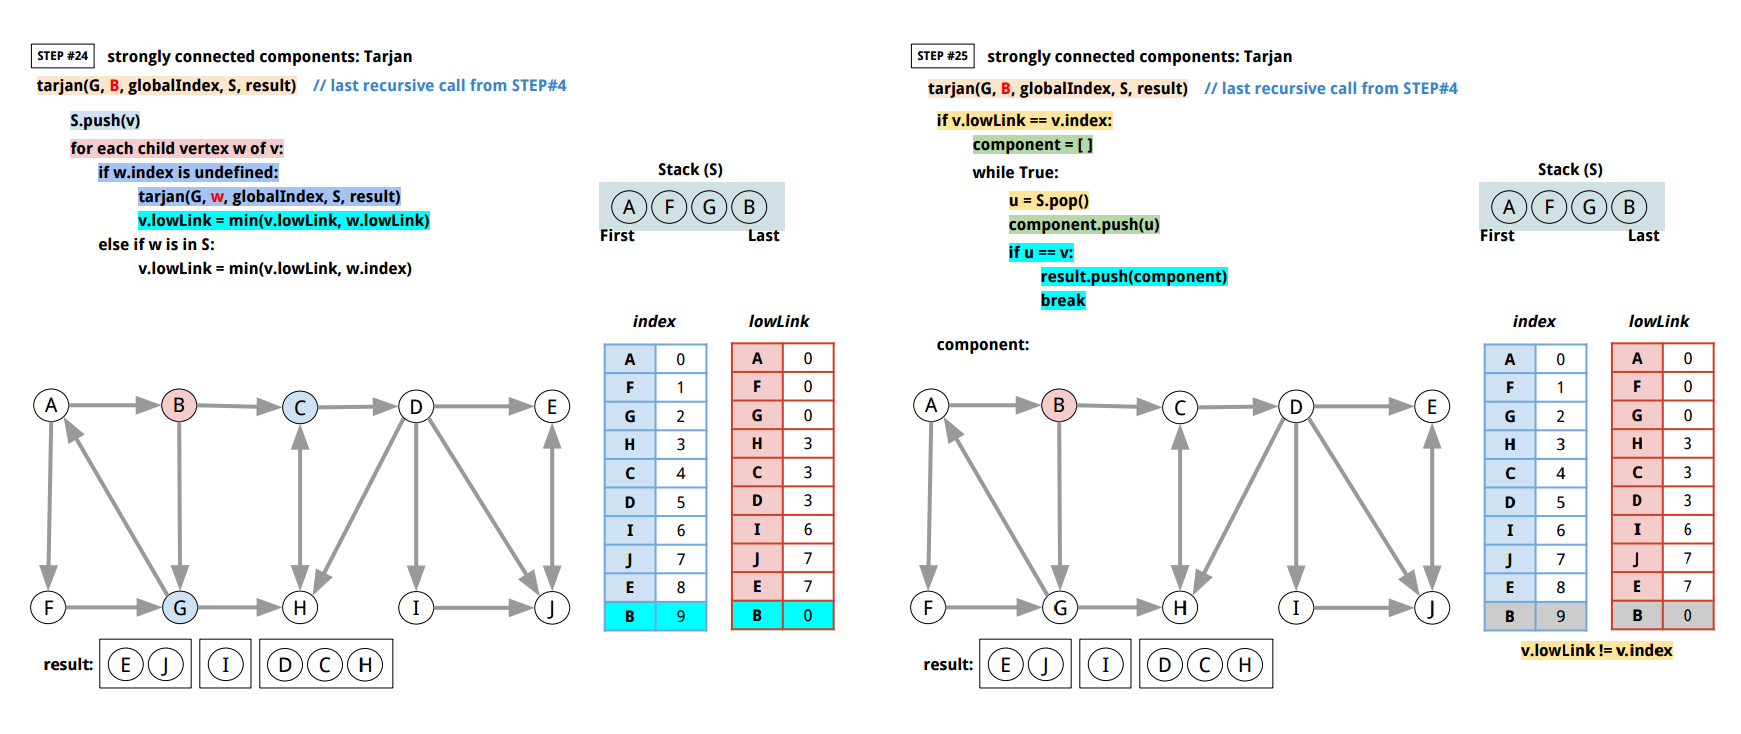 STEP #24 strongly connected components: Tarjan
tarjan(G, B, globalIndex, S, result) // last recursive call from STEP#4
S.push(v)
for each child vertex w of v:
if w.index is undefined:
tarjan(G, w, globalIndex, S, result)
v.lowLink = min(v.lowLink, w.lowLink)
else if w is in S:
v.lowLink = min(v.lowLink, w.index)
Stack (S)
A F G B
First Last
index lowLink
A 0 A 0
F 1 F 0
G 2 G 0
H 3 H 3
C 4 C 3
D 5 D 3
I 6 I 6
J 7 J 7
E 8 E 7
B 9 B 0
A B C D E
F G H I J
result: E J I D C H
STEP #25 strongly connected components: Tarjan
tarjan(G, B, globalIndex, S, result) // last recursive call from STEP#4
if v.lowLink == v.index:
component = [ ]
while True:
u = S.pop()
component.push(u)
if u == v:
result.push(component)
break
component:
Stack (S)
A F G B
First Last
index lowLink
A 0 A 0
F 1 F 0
G 2 G 0
H 3 H 3
C 4 C 3
D 5 D 3
I 6 I 6
J 7 J 7
E 8 E 7
B 9 B 0
v.lowLink != v.index
A B C D E
F G H I J
result: E J I D C H